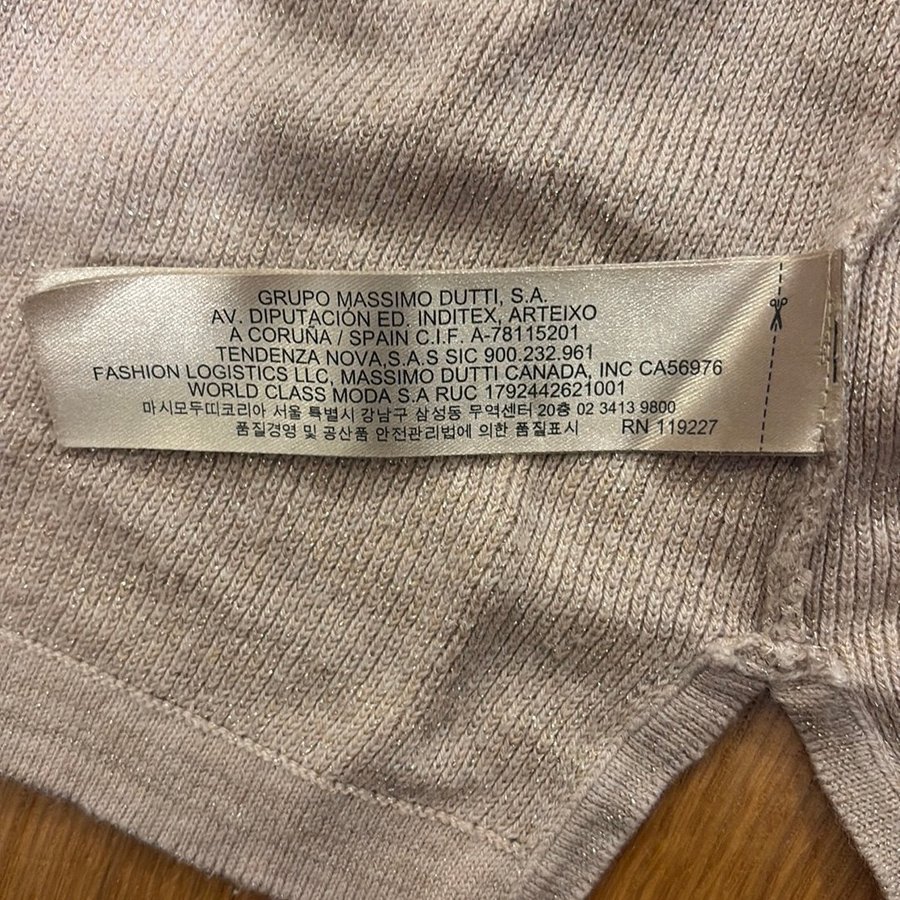 GRUPO MASSIMO DUTTI, S.A.
AV. DIPUTACIÓN ED. INDITEX, ARTEIXO
A CORUÑA / SPAIN C.I.F. A-78115201
TENDENZA NOVA,S.A.S SIC 900.232.961
FASHION LOGISTICS LLC, MASSIMO DUTTI CANADA, INC CA56976
WORLD CLASS MODA S.A RUC 1792442621001
마시모두띠코리아 서울 특별시 강남구 삼성동 무역센터 20층 02 3413 9800
품질경영 및 공산품 안전관리법에 의한 품질표시 RN 119227